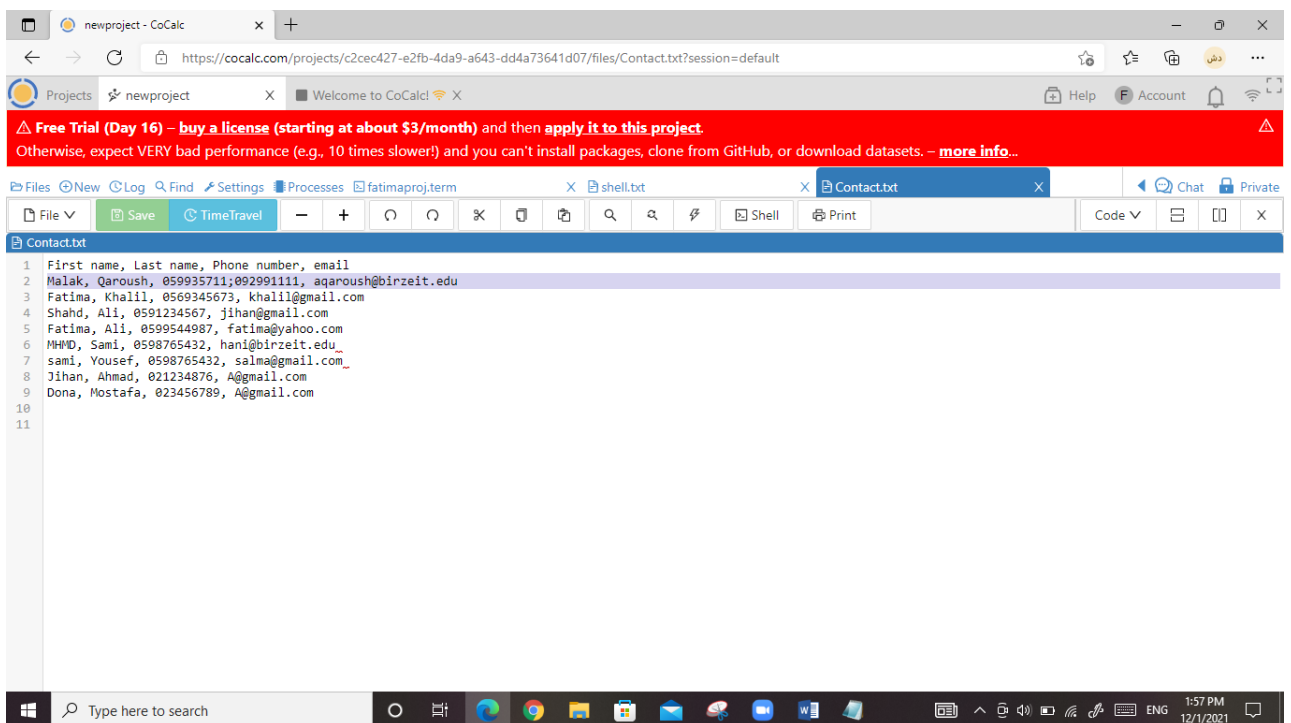 newproject - CoCalc
https://cocalc.com/projects/c2cec427-e2fb-4da9-a643-dd4a73641d07/files/Contact.txt?session=default
دش
Projects newproject X Welcome to CoCalc! X Help F Account
Free Trial (Day 16) – buy a license (starting at about $3/month) and then apply it to this project.
Otherwise, expect VERY bad performance (e.g., 10 times slower!) and you can't install packages, clone from GitHub, or download datasets. – more info...
Files New Log Find Settings Processes fatimaproj.term X shell.txt X Contact.txt X Chat Private
File Save TimeTravel Shell Print Code X
Contact.txt
1 First name, Last name, Phone number, email
2 Malak, Qaroush, 059935711;092991111, aqaroush@birzeit.edu
3 Fatima, Khalil, 0569345673, khalil@gmail.com
4 Shahd, Ali, 0591234567, jihan@gmail.com
5 Fatima, Ali, 0599544987, fatima@yahoo.com
6 MHMD, Sami, 0598765432, hani@birzeit.edu
7 sami, Yousef, 0598765432, salma@gmail.com
8 Jihan, Ahmad, 021234876, A@gmail.com
9 Dona, Mostafa, 023456789, A@gmail.com
10
11
Type here to search
ENG
1:57 PM
12/1/2021